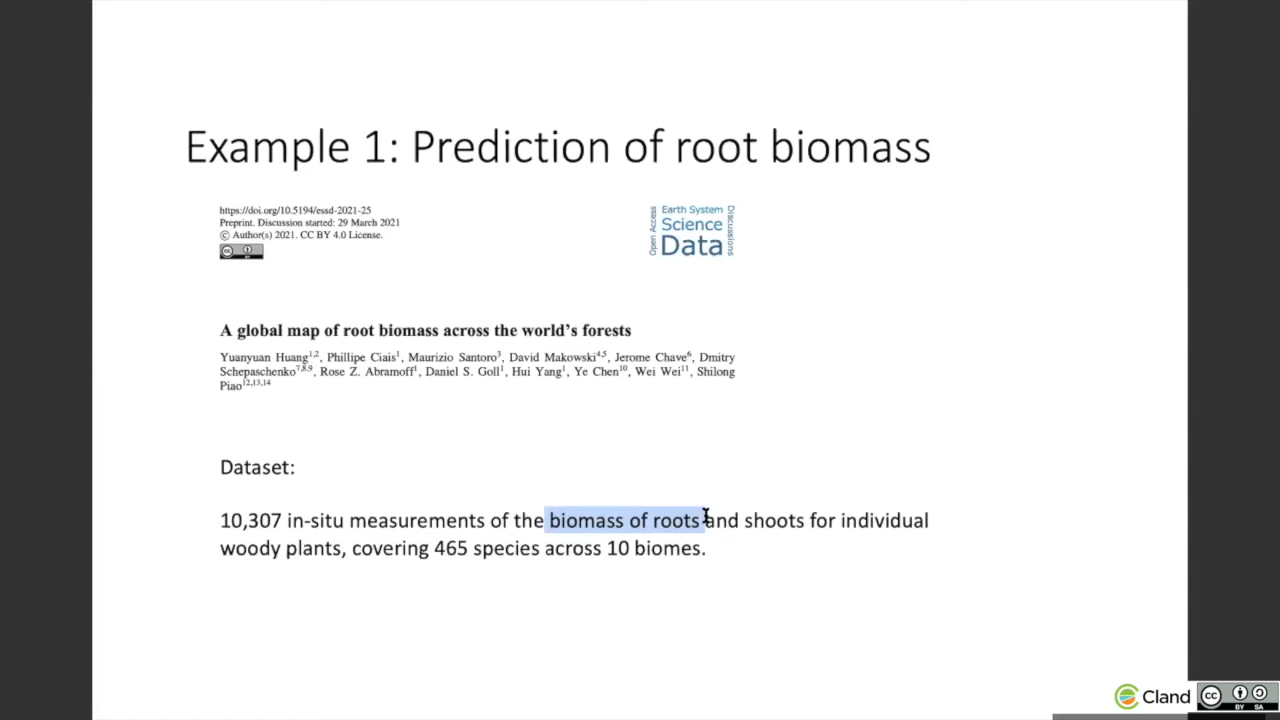 Example 1: Prediction of root biomass
https://doi.org/10.5194/essd-2021-25
Preprint. Discussion started: 29 March 2021
© Author(s) 2021. CC BY 4.0 License.
cc BY
Open Access
Earth System
Science
Data
Discussions
A global map of root biomass across the world’s forests
Yuanyuan Huang1,2, Phillipe Ciais1, Maurizio Santoro3, David Makowski4,5, Jerome Chave6, Dmitry
Schepaschenko7,8,9, Rose Z. Abramoff1, Daniel S. Goll1, Hui Yang1, Ye Chen10, Wei Wei11, Shilong
Piao12,13,14
Dataset:
10,307 in-situ measurements of the biomass of roots and shoots for individual
woody plants, covering 465 species across 10 biomes.
Cland
cc BY SA